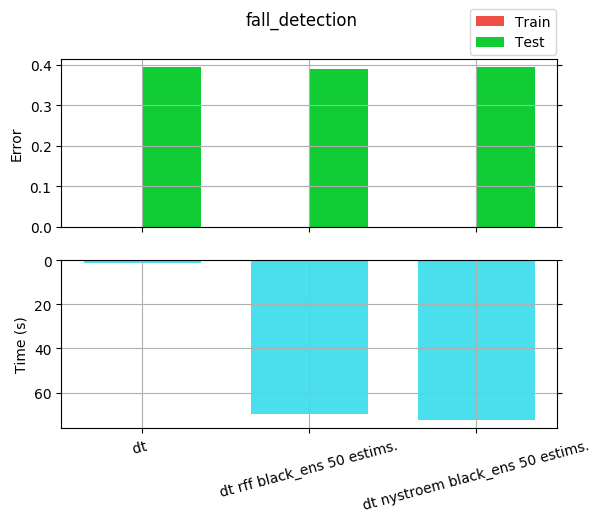 fall_detection
Train
Test
0.4
0.3
0.2
0.1
0.0
Error
0
20
40
60
Time (s)
dt
dt rff black_ens 50 estims.
dt nystroem black_ens 50 estims.